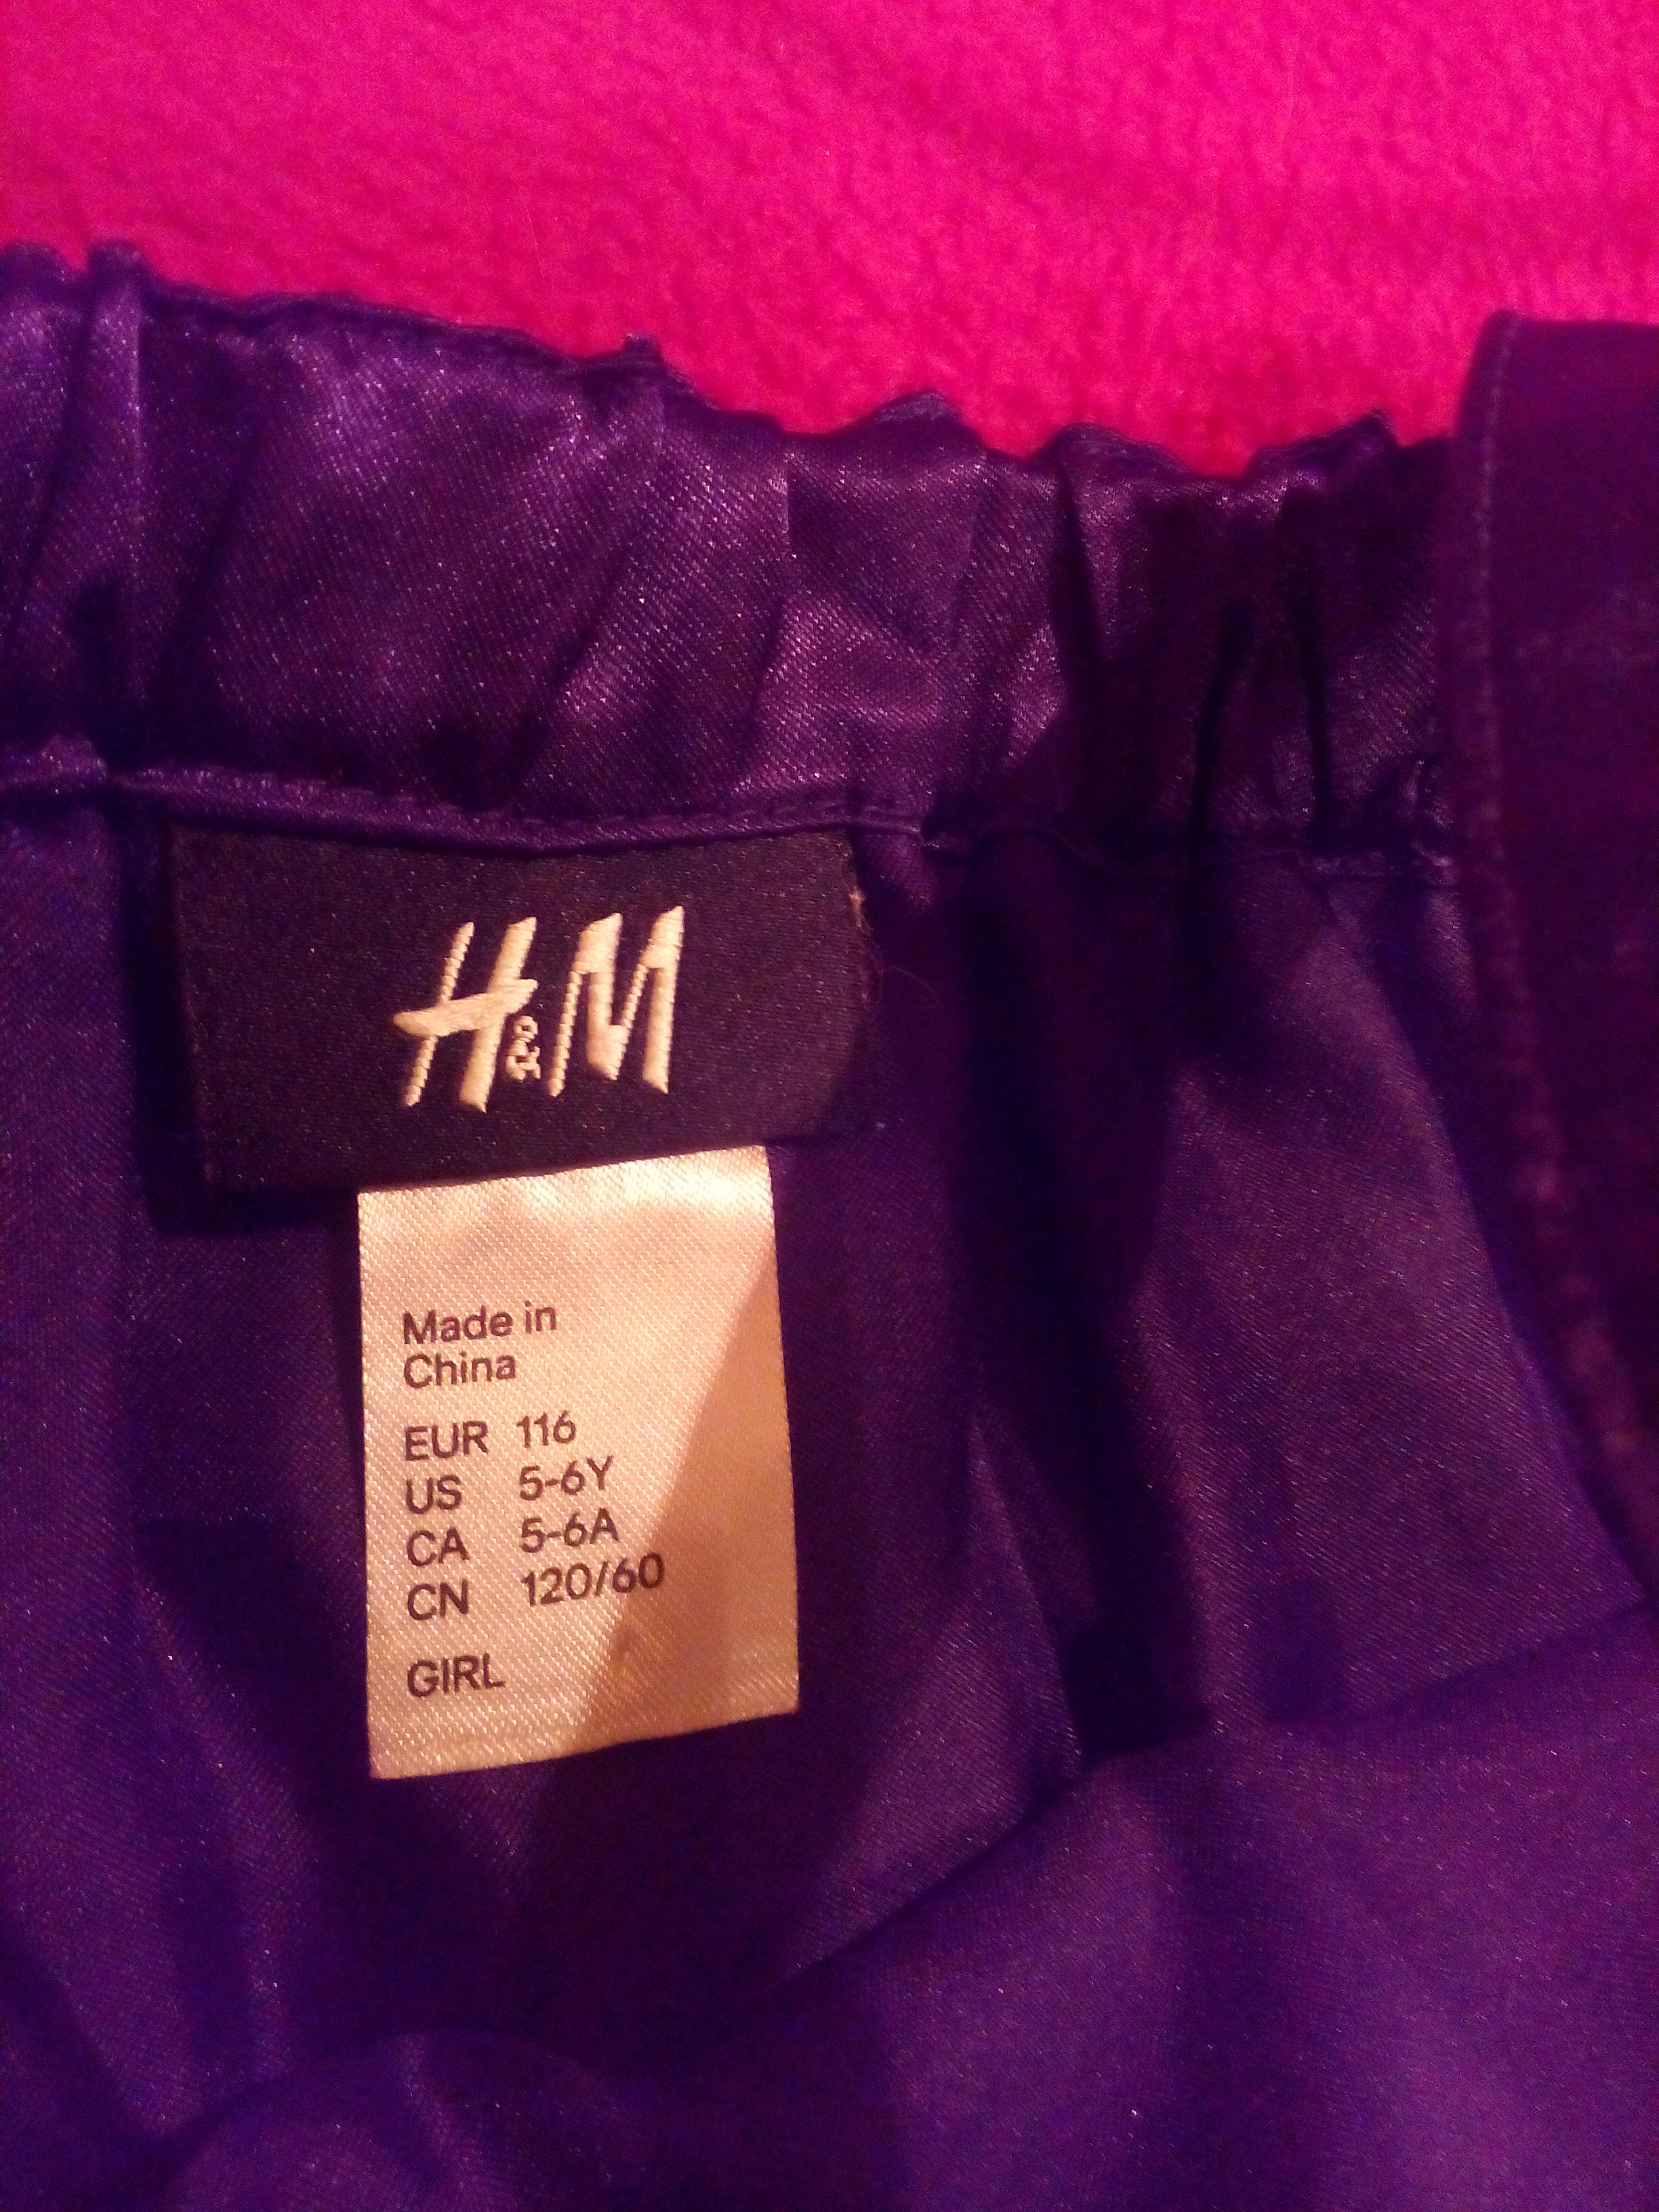 H&M
Made in
China
EUR 116
US 5-6Y
CA 5-6A
CN 120/60
GIRL